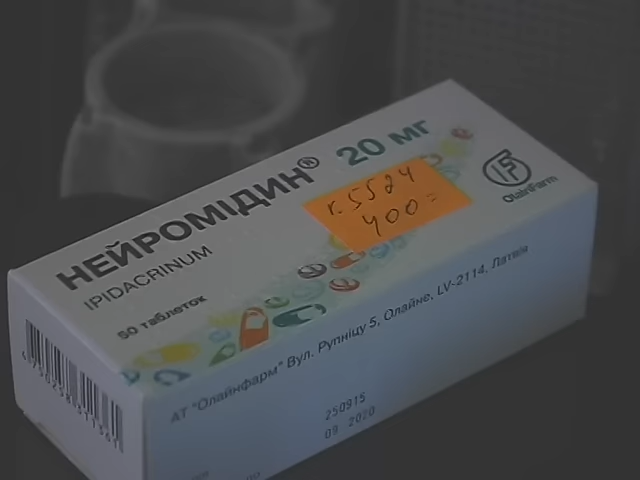 НЕЙРОМІДИН® 20 мг
IPIDACRINUM
50 таблеток
г. 5524
400=
OlainFarm
АТ "Олайнфарм" Вул. Рупніцу 5, Олайне, LV-2114, Латвія
250915
09 2020